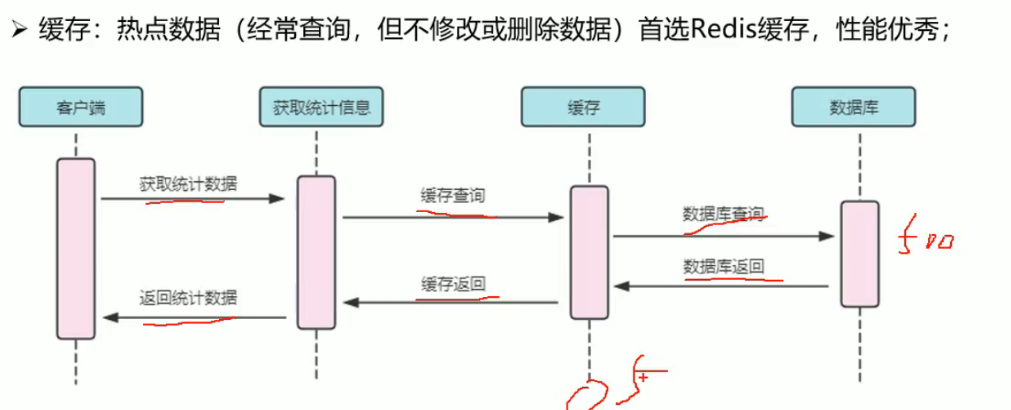 缓存：热点数据（经常查询，但不修改或删除数据）首选Redis缓存，性能优秀；
客户端 获取统计信息 缓存 数据库
获取统计数据
缓存查询
数据库查询
数据库返回
缓存返回
返回统计数据